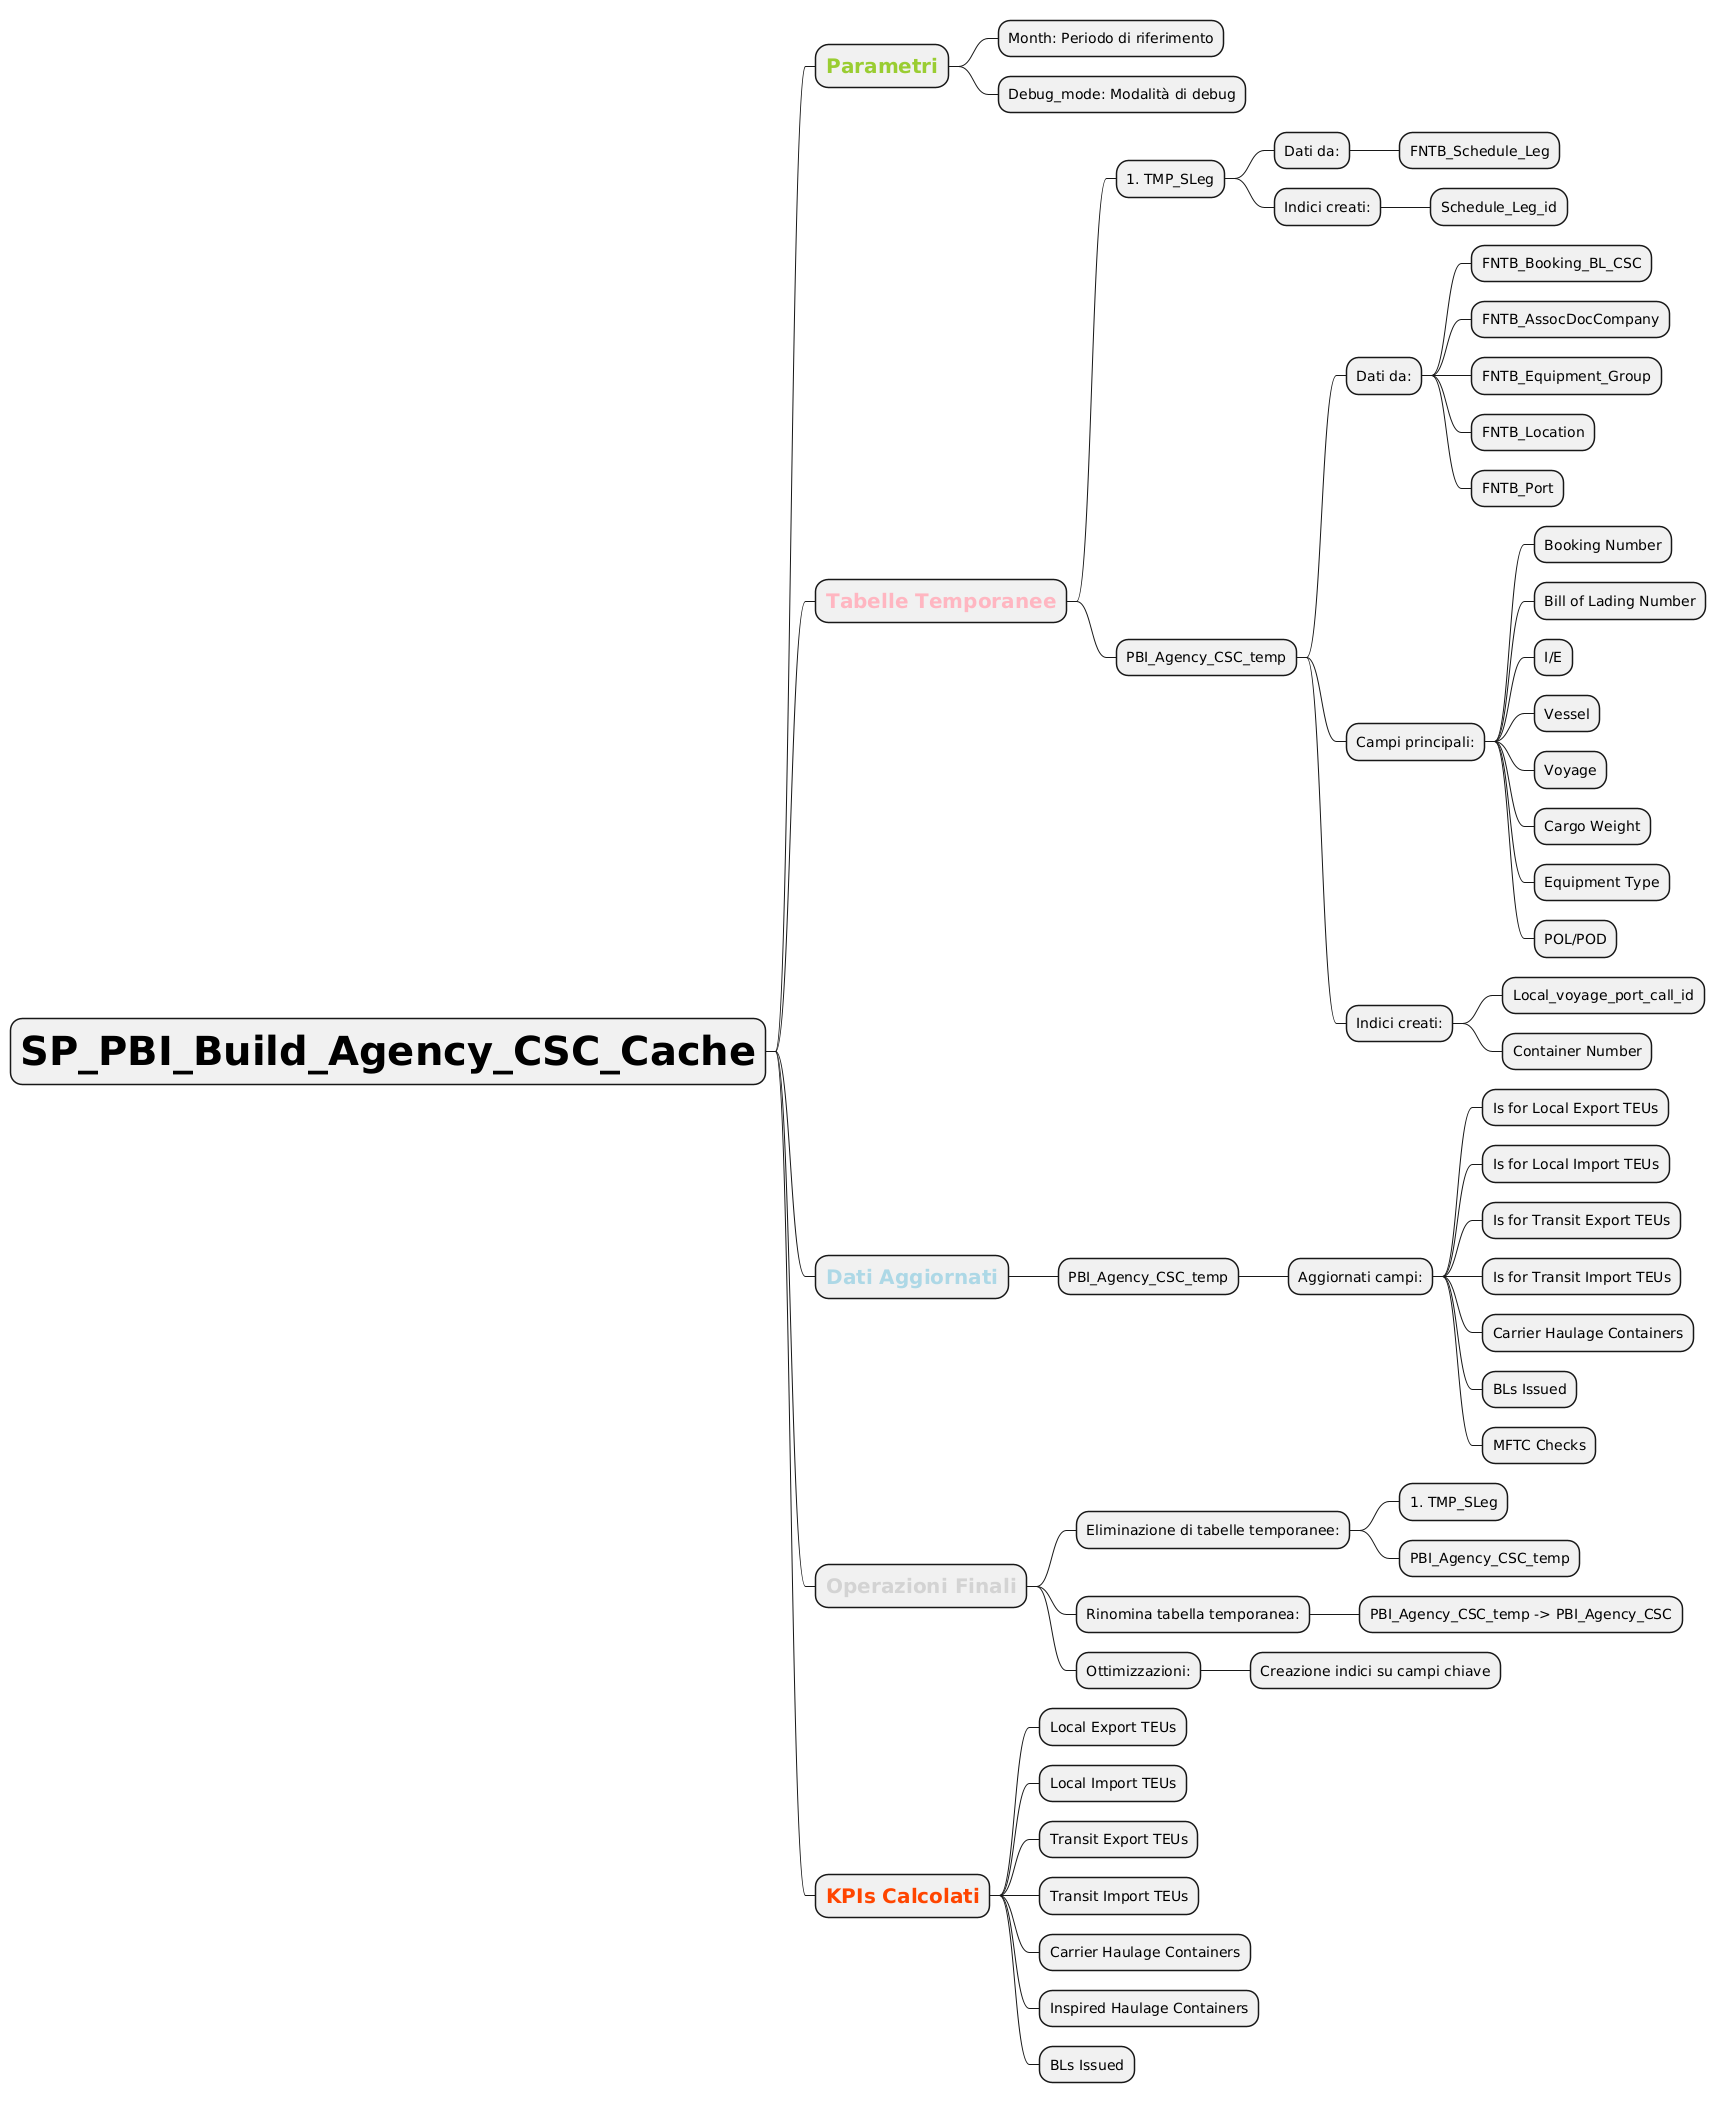 SP_PBI_Build_Agency_CSC_Cache
Parametri
Month: Periodo di riferimento
Debug_mode: Modalità di debug
Tabelle Temporanee
1. TMP_SLeg
Dati da:
FNTB_Schedule_Leg
Indici creati:
Schedule_Leg_id
PBI_Agency_CSC_temp
Dati da:
FNTB_Booking_BL_CSC
FNTB_AssocDocCompany
FNTB_Equipment_Group
FNTB_Location
FNTB_Port
Campi principali:
Booking Number
Bill of Lading Number
I/E
Vessel
Voyage
Cargo Weight
Equipment Type
POL/POD
Indici creati:
Local_voyage_port_call_id
Container Number
Dati Aggiornati
PBI_Agency_CSC_temp
Aggiornati campi:
Is for Local Export TEUs
Is for Local Import TEUs
Is for Transit Export TEUs
Is for Transit Import TEUs
Carrier Haulage Containers
BLs Issued
MFTC Checks
Operazioni Finali
Eliminazione di tabelle temporanee:
1. TMP_SLeg
PBI_Agency_CSC_temp
Rinomina tabella temporanea:
PBI_Agency_CSC_temp -> PBI_Agency_CSC
Ottimizzazioni:
Creazione indici su campi chiave
KPIs Calcolati
Local Export TEUs
Local Import TEUs
Transit Export TEUs
Transit Import TEUs
Carrier Haulage Containers
Inspired Haulage Containers
BLs Issued